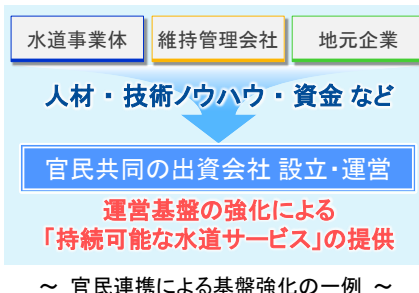 水道事業体 維持管理会社 地元企業
人材・技術ノウハウ・資金 など
官民共同の出資会社 設立・運営
運営基盤の強化による
「持続可能な水道サービス」の提供
～ 官民連携による基盤強化の一例 ～